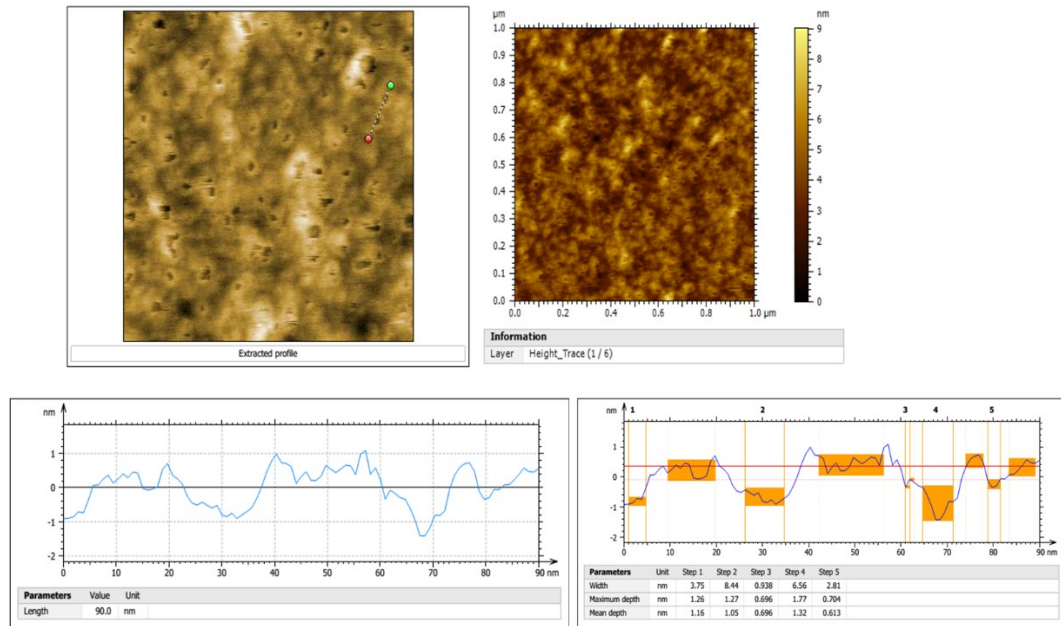 Extracted profile
µm
1.0
0.9
0.8
0.7
0.6
0.5
0.4
0.3
0.2
0.1
0.0
0.0 0.2 0.4 0.6 0.8 1.0 µm
nm
9
8
7
6
5
4
3
2
1
0
Information
Layer Height_Trace (1 / 6)
nm
1
0
-1
-2
0 10 20 30 40 50 60 70 80 90 nm
Parameters Value Unit
Length 90.0 nm
nm 1 2 3 4 5
1
0
-1
-2
0 10 20 30 40 50 60 70 80 90 nm
Parameters Unit Step 1 Step 2 Step 3 Step 4 Step 5
Width nm 3.75 8.44 0.938 6.56 2.81
Maximum depth nm 1.26 1.27 0.696 1.77 0.704
Mean depth nm 1.16 1.05 0.696 1.32 0.613